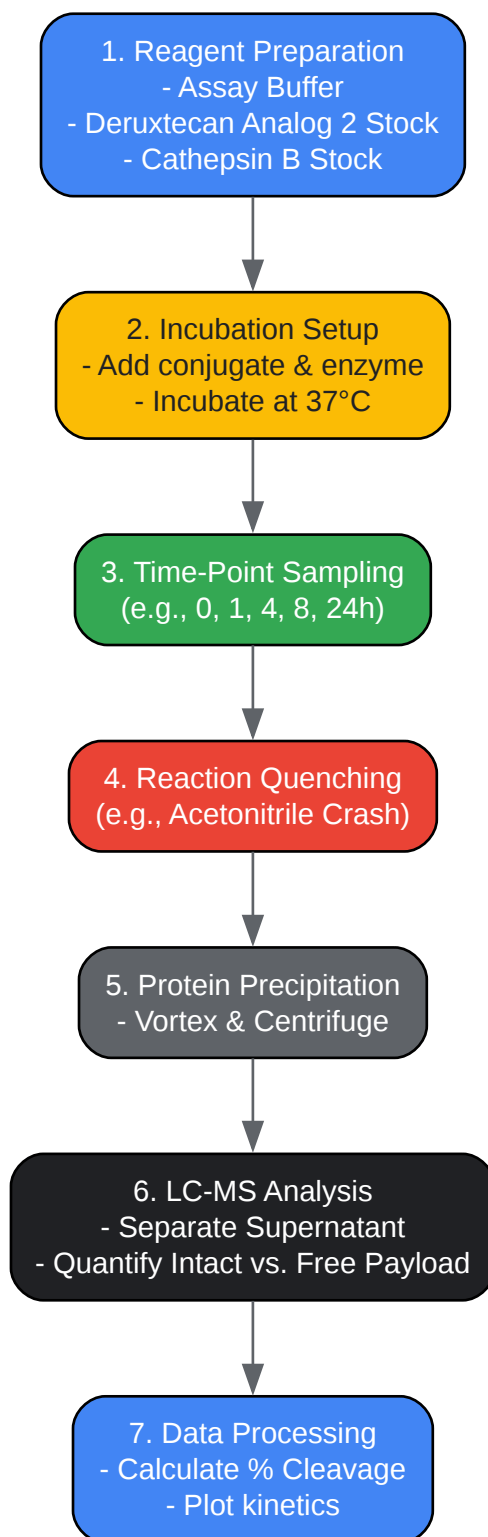 1. Reagent Preparation
- Assay Buffer
- Deruxtecan Analog 2 Stock
- Cathepsin B Stock
2. Incubation Setup
- Add conjugate & enzyme
- Incubate at 37°C
3. Time-Point Sampling
(e.g., 0, 1, 4, 8, 24h)
4. Reaction Quenching
(e.g., Acetonitrile Crash)
5. Protein Precipitation
- Vortex & Centrifuge
6. LC-MS Analysis
- Separate Supernatant
- Quantify Intact vs. Free Payload
7. Data Processing
- Calculate % Cleavage
- Plot kinetics